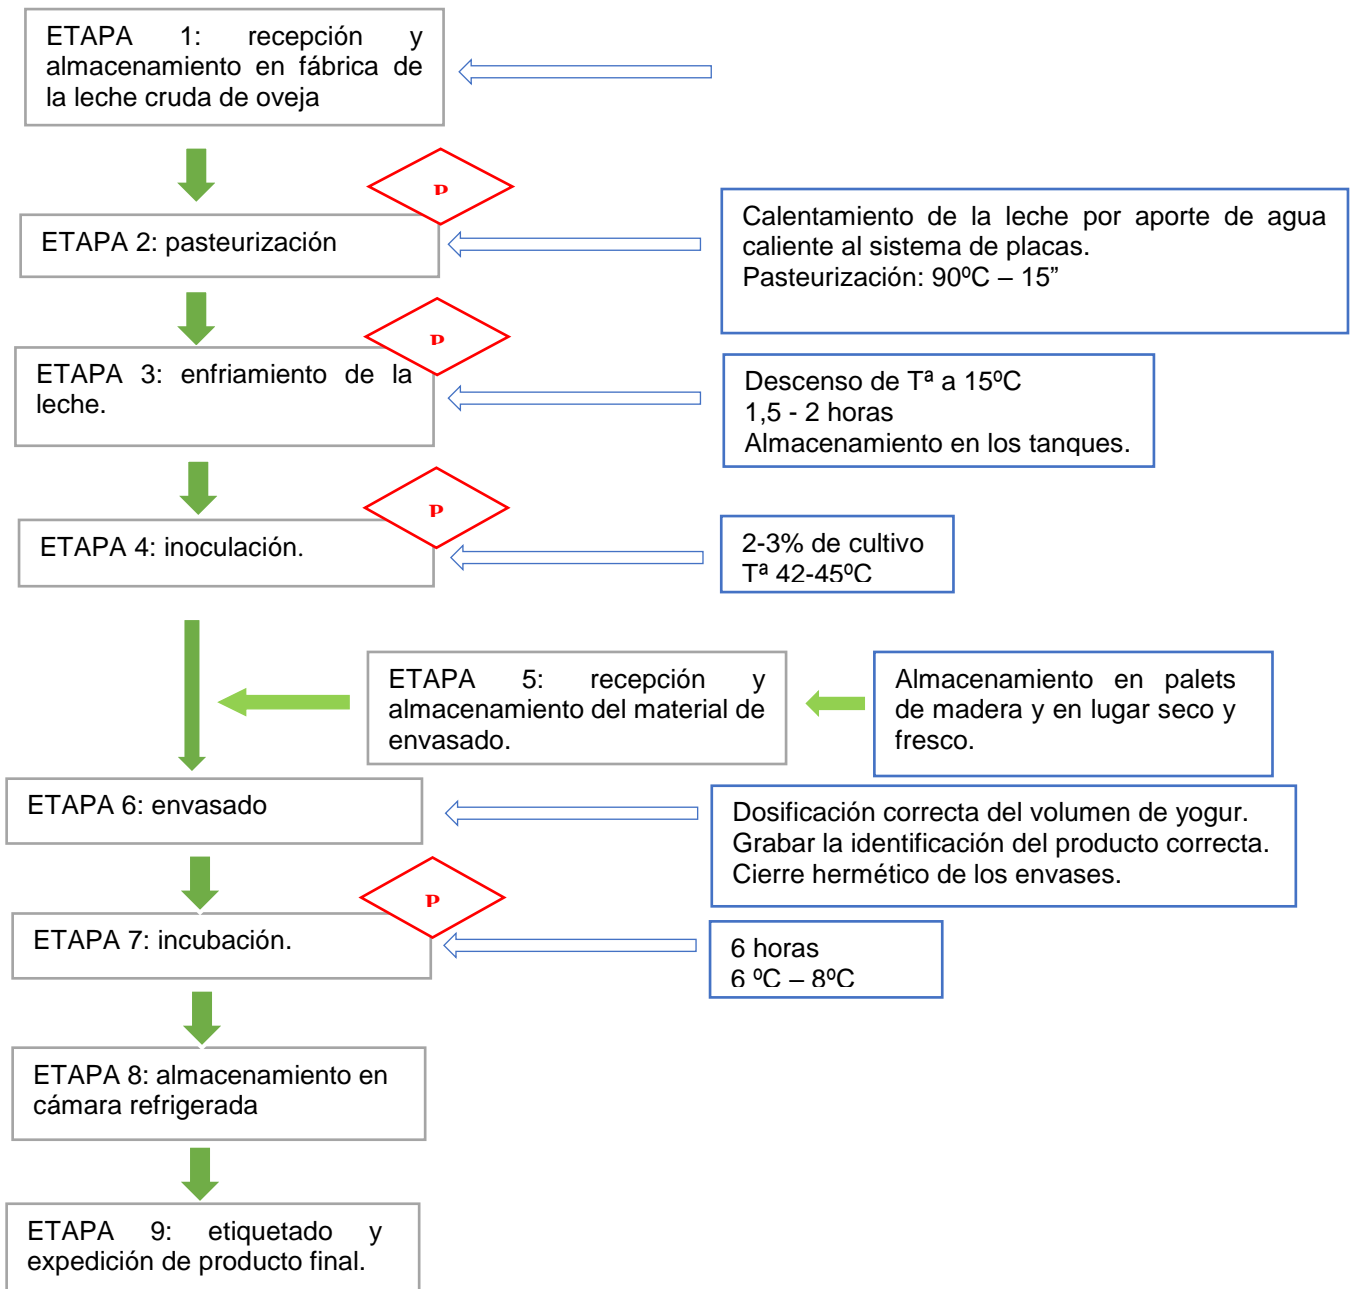 ETAPA 1: recepción y
almacenamiento en fábrica de
la leche cruda de oveja
P
ETAPA 2: pasteurización
Calentamiento de la leche por aporte de agua
caliente al sistema de placas.
Pasteurización: 90ºC – 15”
P
ETAPA 3: enfriamiento de la
leche.
Descenso de Tª a 15ºC
1,5 - 2 horas
Almacenamiento en los tanques.
P
ETAPA 4: inoculación.
2-3% de cultivo
Tª 42-45ºC
ETAPA 5: recepción y
almacenamiento del material de
envasado.
Almacenamiento en palets
de madera y en lugar seco y
fresco.
ETAPA 6: envasado
Dosificación correcta del volumen de yogur.
Grabar la identificación del producto correcta.
Cierre hermético de los envases.
P
ETAPA 7: incubación.
6 horas
6 ºC – 8ºC
ETAPA 8: almacenamiento en
cámara refrigerada
ETAPA 9: etiquetado y
expedición de producto final.